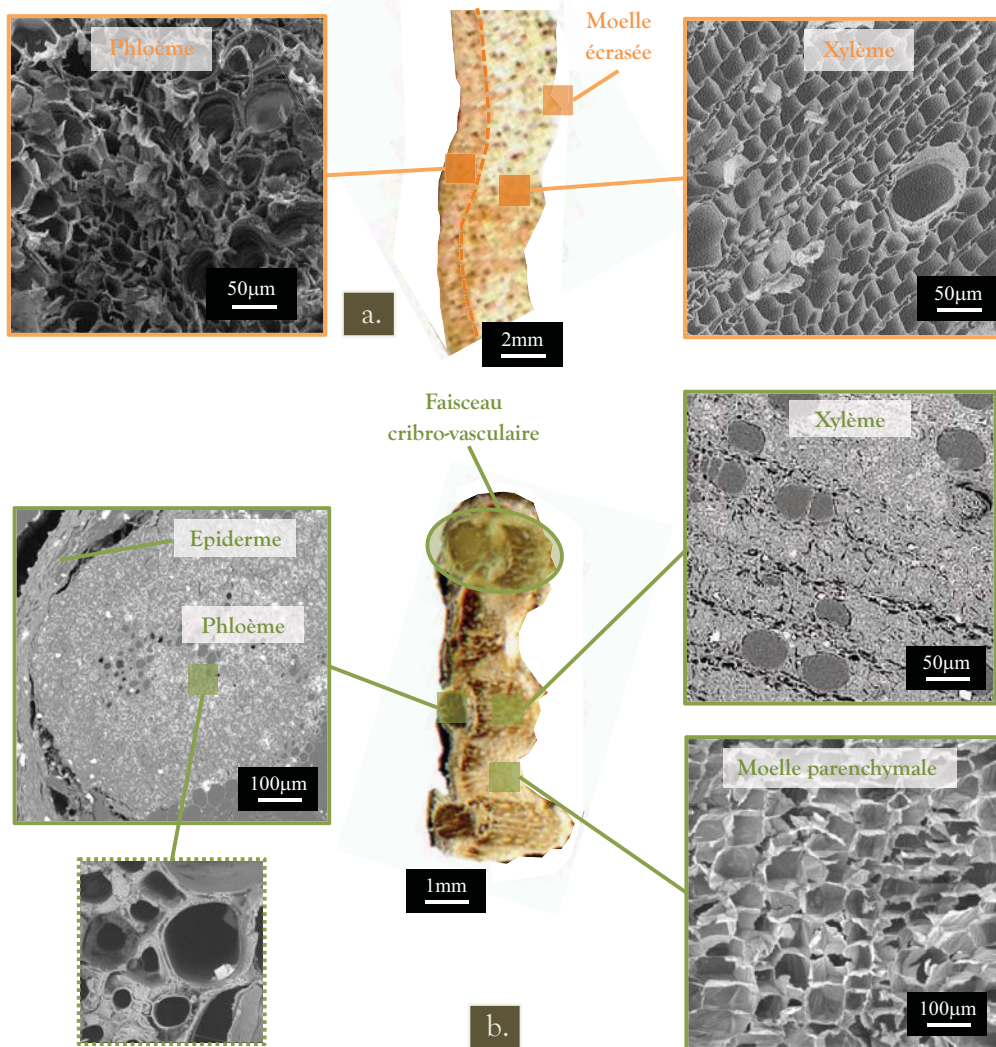 Phloème
Moelle
écrasée
Xylème
50µm
a.
2mm
50µm
Faisceau
cribro-vasculaire
Xylème
Epiderme
Phloème
50µm
100µm
Moelle parenchymale
1mm
100µm
b.